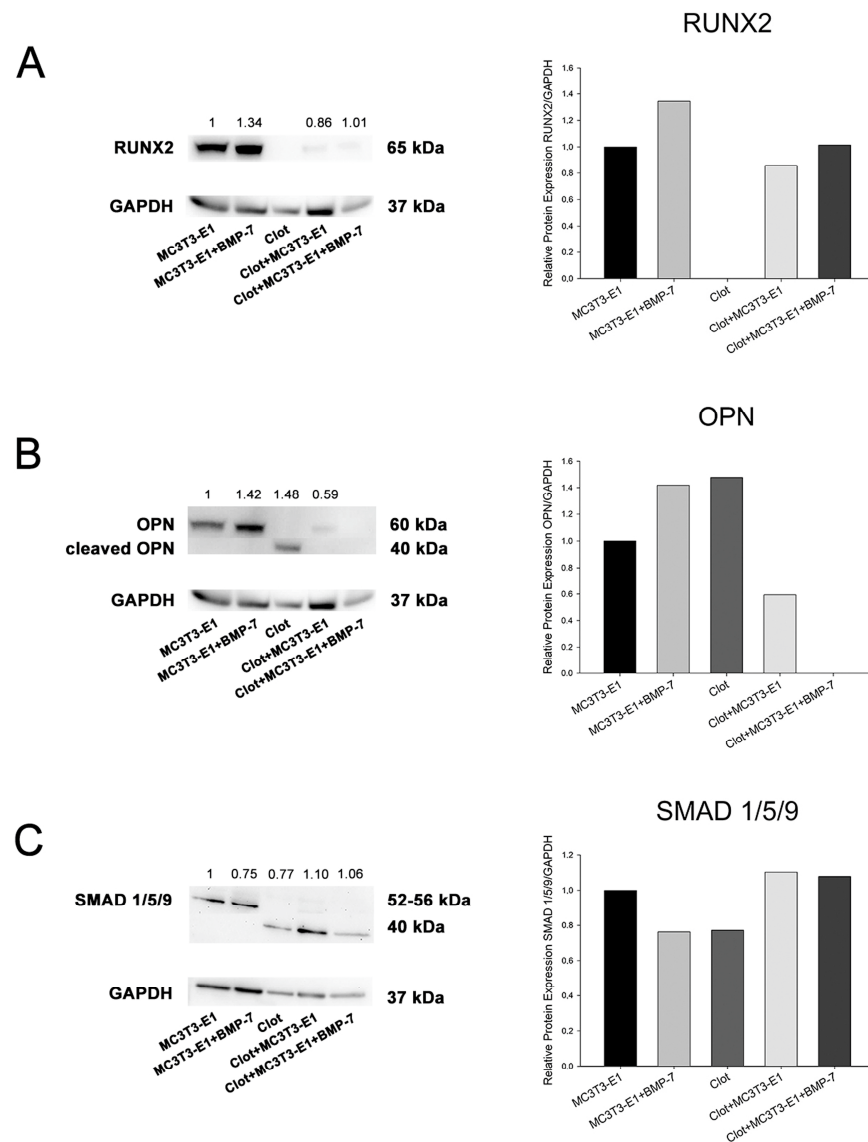 A
1 1.34 0.86 1.01
RUNX2 65 kDa
GAPDH 37 kDa
MC3T3-E1
MC3T3-E1+BMP-7
Clot
Clot+MC3T3-E1
Clot+MC3T3-E1+BMP-7
RUNX2
Relative Protein Expression RUNX2/GAPDH
1.6
1.4
1.2
1.0
0.8
0.6
0.4
0.2
0.0
MC3T3-E1
MC3T3-E1+BMP-7
Clot
Clot+MC3T3-E1
Clot+MC3T3-E1+BMP-7
B
1 1.42 1.48 0.59
OPN 60 kDa
cleaved OPN 40 kDa
GAPDH 37 kDa
MC3T3-E1
MC3T3-E1+BMP-7
Clot
Clot+MC3T3-E1
Clot+MC3T3-E1+BMP-7
OPN
Relative Protein Expression OPN/GAPDH
1.6
1.4
1.2
1.0
0.8
0.6
0.4
0.2
0.0
MC3T3-E1
MC3T3-E1+BMP-7
Clot
Clot+MC3T3-E1
Clot+MC3T3-E1+BMP-7
C
1 0.75 0.77 1.10 1.06
SMAD 1/5/9 52-56 kDa
40 kDa
GAPDH 37 kDa
MC3T3-E1
MC3T3-E1+BMP-7
Clot
Clot+MC3T3-E1
Clot+MC3T3-E1+BMP-7
SMAD 1/5/9
Relative Protein Expression SMAD 1/5/9/GAPDH
1.2
1.0
0.8
0.6
0.4
0.2
0.0
MC3T3-E1
MC3T3-E1+BMP-7
Clot
Clot+MC3T3-E1
Clot+MC3T3-E1+BMP-7